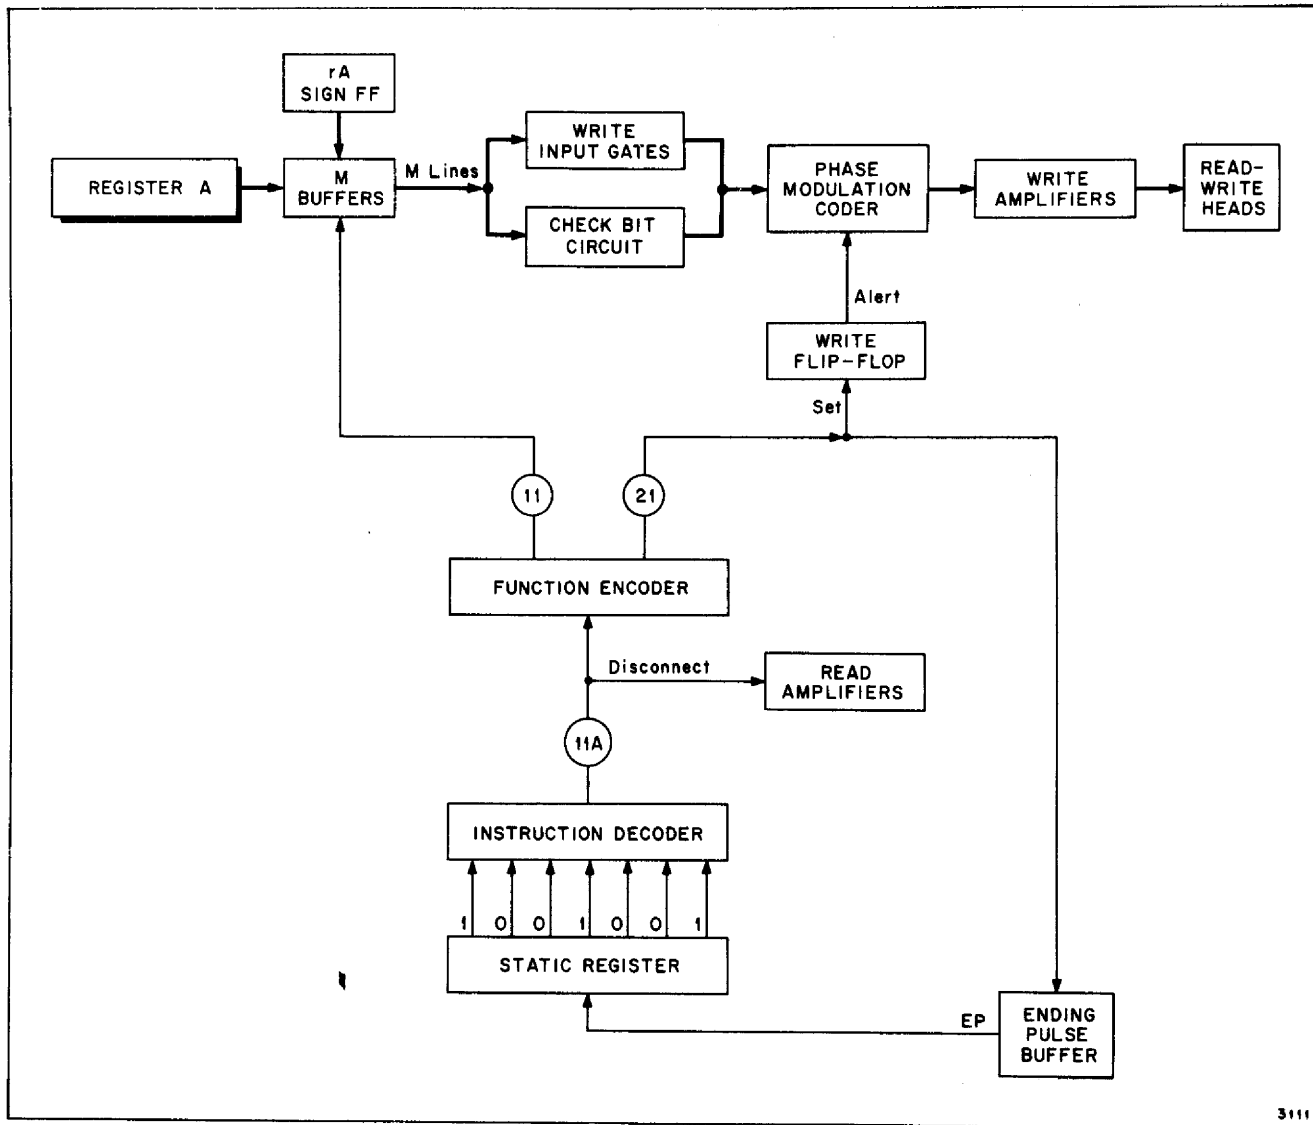 rA
SIGN FF
REGISTER A
M
BUFFERS
M Lines
WRITE
INPUT GATES
CHECK BIT
CIRCUIT
PHASE
MODULATION
CODER
WRITE
AMPLIFIERS
READ-
WRITE
HEADS
Alert
WRITE
FLIP-FLOP
Set
11
21
FUNCTION ENCODER
Disconnect
READ
AMPLIFIERS
11A
INSTRUCTION DECODER
1 0 0 1 0 0 1
STATIC REGISTER
EP
ENDING
PULSE
BUFFER
3111